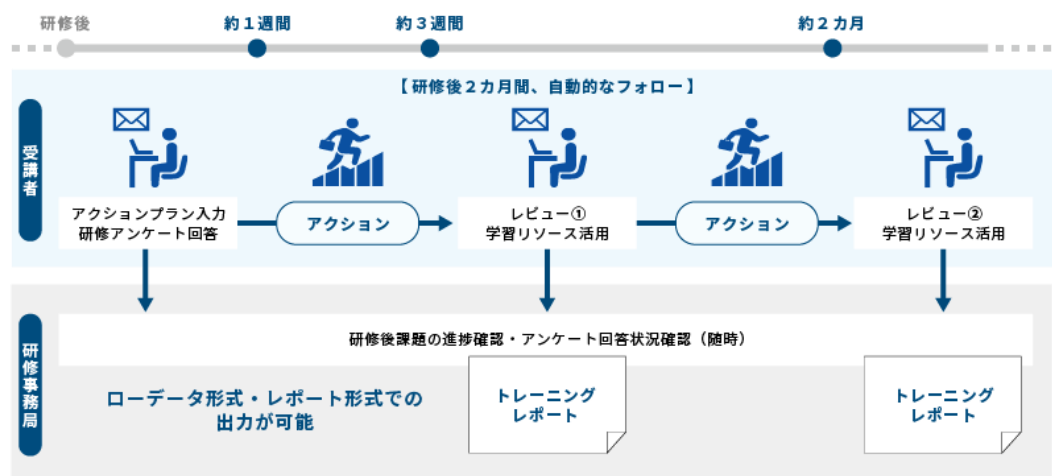 研修後
約１週間
約３週間
約２カ月
【研修後２カ月間、自動的なフォロー】
受講者
アクションプラン入力
研修アンケート回答
アクション
レビュー①
学習リソース活用
アクション
レビュー②
学習リソース活用
研修事務局
研修後課題の進捗確認・アンケート回答状況確認（随時）
ローデータ形式・レポート形式での
出力が可能
トレーニング
レポート
トレーニング
レポート